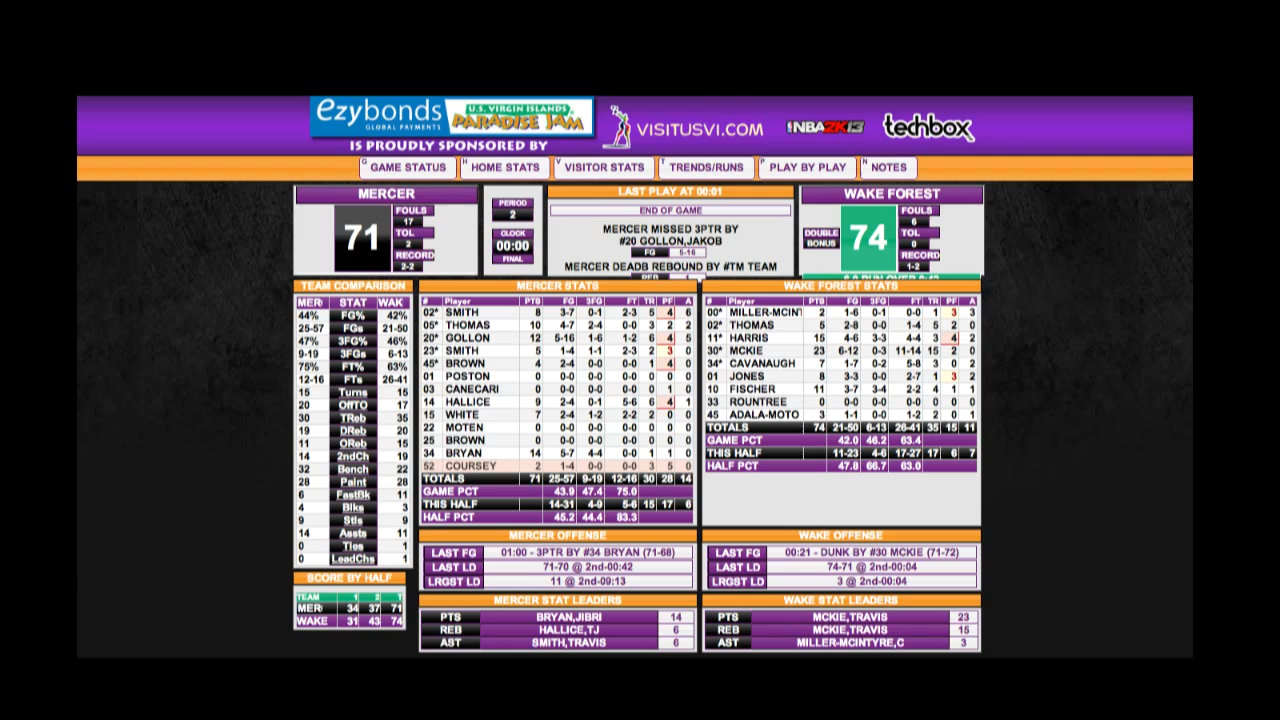 ezybonds
GLOBAL PAYMENTS
U.S. VIRGIN ISLANDS
PARADISE JAM
VISITUSVI.COM
NBA2K13
techbox
IS PROUDLY SPONSORED BY
G GAME STATUS H HOME STATS V VISITOR STATS T TRENDS/RUNS P PLAY BY PLAY N NOTES
MERCER
71
FOULS
17
TOL
2
RECORD
2-2
PERIOD
2
CLOCK
00:00
FINAL
LAST PLAY AT 00:01
END OF GAME
MERCER MISSED 3PTR BY
#20 GOLLON,JAKOB
FG 5-16
MERCER DEADB REBOUND BY #TM TEAM
WAKE FOREST
DOUBLE
BONUS
74
FOULS
6
TOL
0
RECORD
1-2
TEAM COMPARISON
MER STAT WAK
44% FG% 42%
25-57 FGs 21-50
47% 3FG% 46%
9-19 3FGs 6-13
75% FT% 63%
12-16 FTs 26-41
15 Turns 15
20 OffTO 17
30 TReb 35
19 DReb 20
11 OReb 15
14 2ndCh 19
32 Bench 22
28 Paint 28
6 FastBk 11
4 Blks 3
9 Stls 9
14 Assts 11
0 Ties 1
0 LeadChs 1
SCORE BY HALF
TEAM 1 2 T
MER 34 37 71
WAKE 31 43 74
MERCER STATS
# Player PTS FG 3FG FT TR PF A
02* SMITH 8 3-7 0-1 2-3 5 4 6
05* THOMAS 10 4-7 2-4 0-0 3 2 2
20* GOLLON 12 5-16 1-6 1-2 6 4 5
23* SMITH 5 1-4 1-1 2-3 2 3 0
45* BROWN 4 2-4 0-0 0-0 1 4 0
01 POSTON 0 0-0 0-0 0-0 0 0 0
03 CANECARI 0 0-0 0-0 0-0 0 1 0
14 HALLICE 9 2-4 0-1 5-6 6 4 1
15 WHITE 7 2-4 1-2 2-2 2 0 0
22 MOTEN 0 0-0 0-0 0-0 0 0 0
25 BROWN 0 0-0 0-0 0-0 0 0 0
34 BRYAN 14 5-7 4-4 0-0 1 1 0
52 COURSEY 2 1-4 0-0 0-0 3 5 0
TOTALS 71 25-57 9-19 12-16 30 28 14
GAME PCT 43.9 47.4 75.0
THIS HALF 14-31 4-9 5-6 15 17 6
HALF PCT 45.2 44.4 83.3
WAKE FOREST STATS
# Player PTS FG 3FG FT TR PF A
00* MILLER-MCINT 2 1-6 0-1 0-0 1 3 3
02* THOMAS 5 2-8 0-0 1-4 5 2 0
11* HARRIS 15 4-6 3-3 4-4 3 4 2
30* MCKIE 23 6-12 0-3 11-14 15 2 0
34* CAVANAUGH 7 1-7 0-2 5-8 3 0 2
01 JONES 8 3-3 0-0 2-7 1 3 2
10 FISCHER 11 3-7 3-4 2-2 4 1 1
33 ROUNTREE 0 0-0 0-0 0-0 0 0 0
45 ADALA-MOTO 3 1-1 0-0 1-2 2 0 1
TOTALS 74 21-50 6-13 26-41 35 15 11
GAME PCT 42.0 46.2 63.4
THIS HALF 11-23 4-6 17-27 17 6 7
HALF PCT 47.8 66.7 63.0
MERCER OFFENSE
LAST FG 01:00 - 3PTR BY #34 BRYAN (71-68)
LAST LD 71-70 @ 2nd-00:42
LRGST LD 11 @ 2nd-09:13
WAKE OFFENSE
LAST FG 00:21 - DUNK BY #30 MCKIE (71-72)
LAST LD 74-71 @ 2nd-00:04
LRGST LD 3 @ 2nd-00:04
MERCER STAT LEADERS
PTS BRYAN,JIBRI 14
REB HALLICE,TJ 6
AST SMITH,TRAVIS 6
WAKE STAT LEADERS
PTS MCKIE,TRAVIS 23
REB MCKIE,TRAVIS 15
AST MILLER-MCINTYRE,C 3